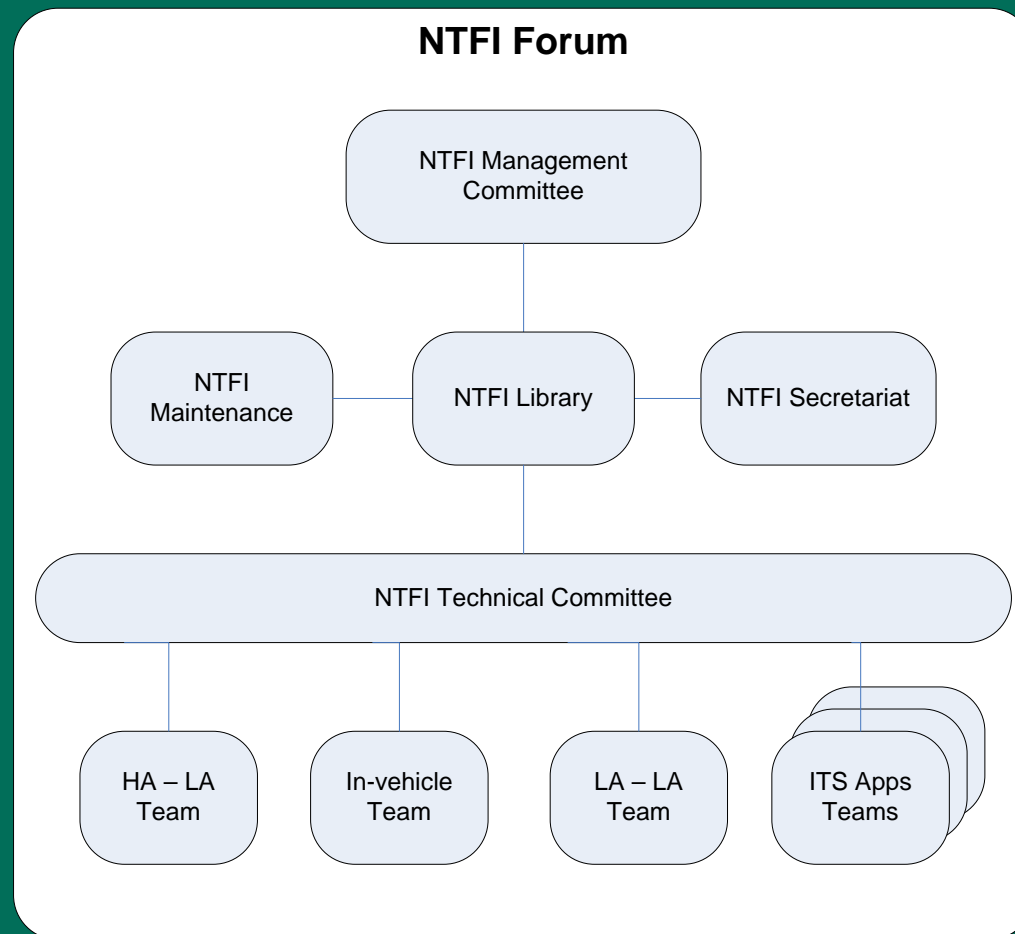 NTFI Forum
NTFI Management
Committee
NTFI
Maintenance
NTFI Library
NTFI Secretariat
NTFI Technical Committee
HA – LA
Team
In-vehicle
Team
LA – LA
Team
ITS Apps
Teams